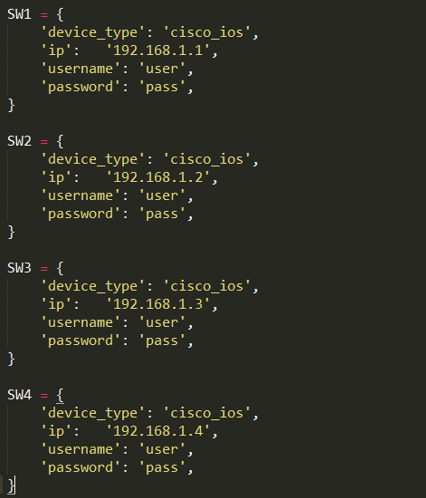 SW1 = {
    'device_type': 'cisco_ios',
    'ip':   '192.168.1.1',
    'username': 'user',
    'password': 'pass',
}
SW2 = {
    'device_type': 'cisco_ios',
    'ip':   '192.168.1.2',
    'username': 'user',
    'password': 'pass',
}
SW3 = {
    'device_type': 'cisco_ios',
    'ip':   '192.168.1.3',
    'username': 'user',
    'password': 'pass',
}
SW4 = {
    'device_type': 'cisco_ios',
    'ip':   '192.168.1.4',
    'username': 'user',
    'password': 'pass',
}